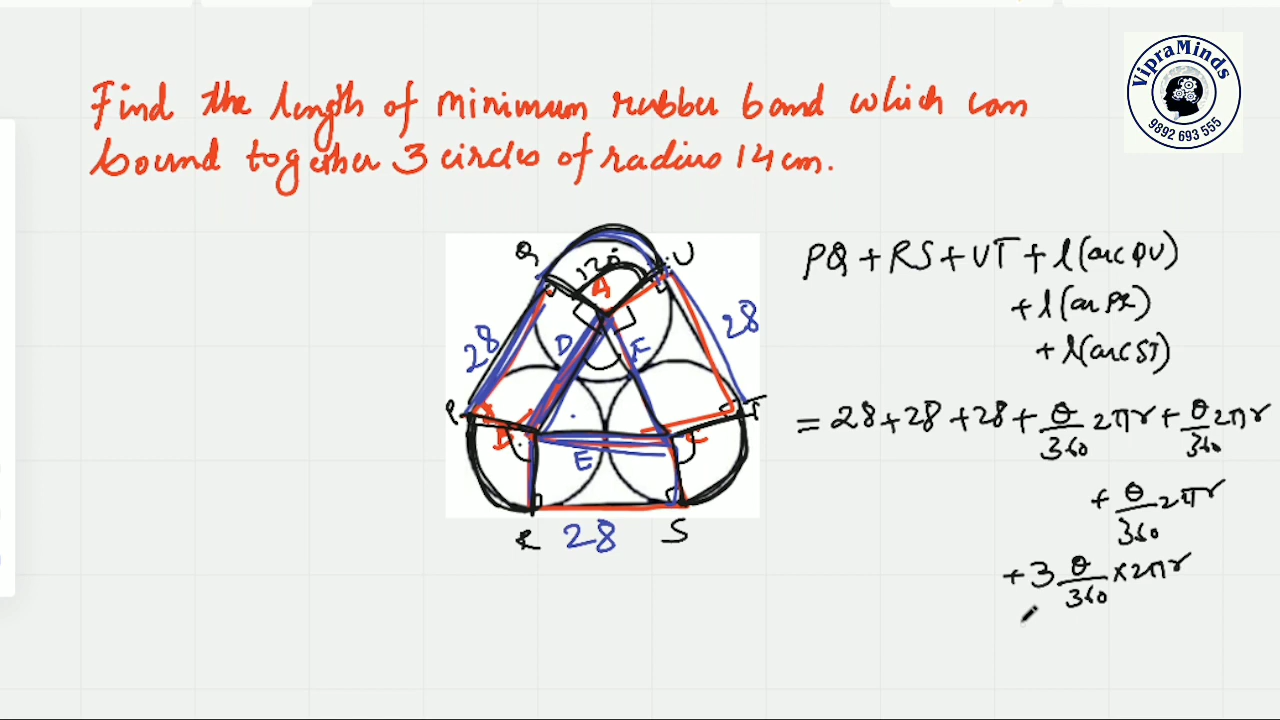 Find the length of minimum rubber band which can
bound together 3 circles of radius 14 cm.
VipraMinds
9892 693 555
Q
U
120°
A
28
28
D
F
P
T
B
C
E
R
28
S
PQ + RS + UT + l(arc QU)
+ l(arc PR)
+ l(arc ST)
= 28 + 28 + 28 + θ/360 2πr + θ/360 2πr
+ θ/360 2πr
+ 3 θ/360 × 2πr